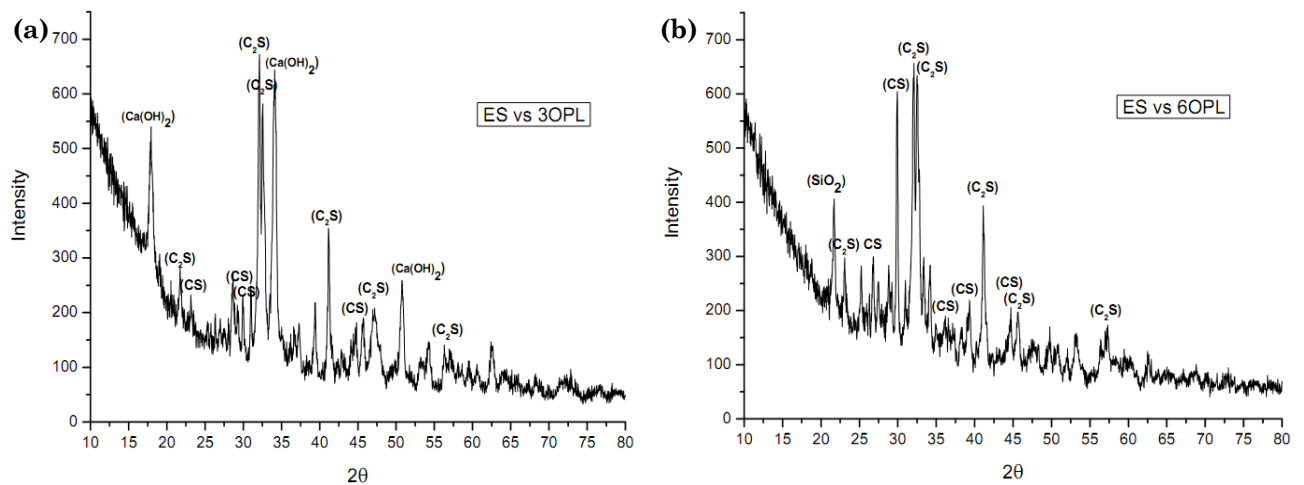 (a)
700
600
500
400
300
200
100
0
Intensity
10 15 20 25 30 35 40 45 50 55 60 65 70 75 80
2θ
ES vs 3OPL
(Ca(OH)₂)
(C₂S)
(CS)
(CS)
(CS)
(C₂S)
(C₂S)
(Ca(OH)₂)
(C₂S)
(CS)
(C₂S)
(Ca(OH)₂)
(C₂S)
(b)
700
600
500
400
300
200
100
0
Intensity
10 15 20 25 30 35 40 45 50 55 60 65 70 75 80
2θ
ES vs 6OPL
(SiO₂)
(C₂S)
CS
(CS)
(C₂S)
(C₂S)
(CS)
(CS)
(C₂S)
(CS)
(C₂S)
(C₂S)